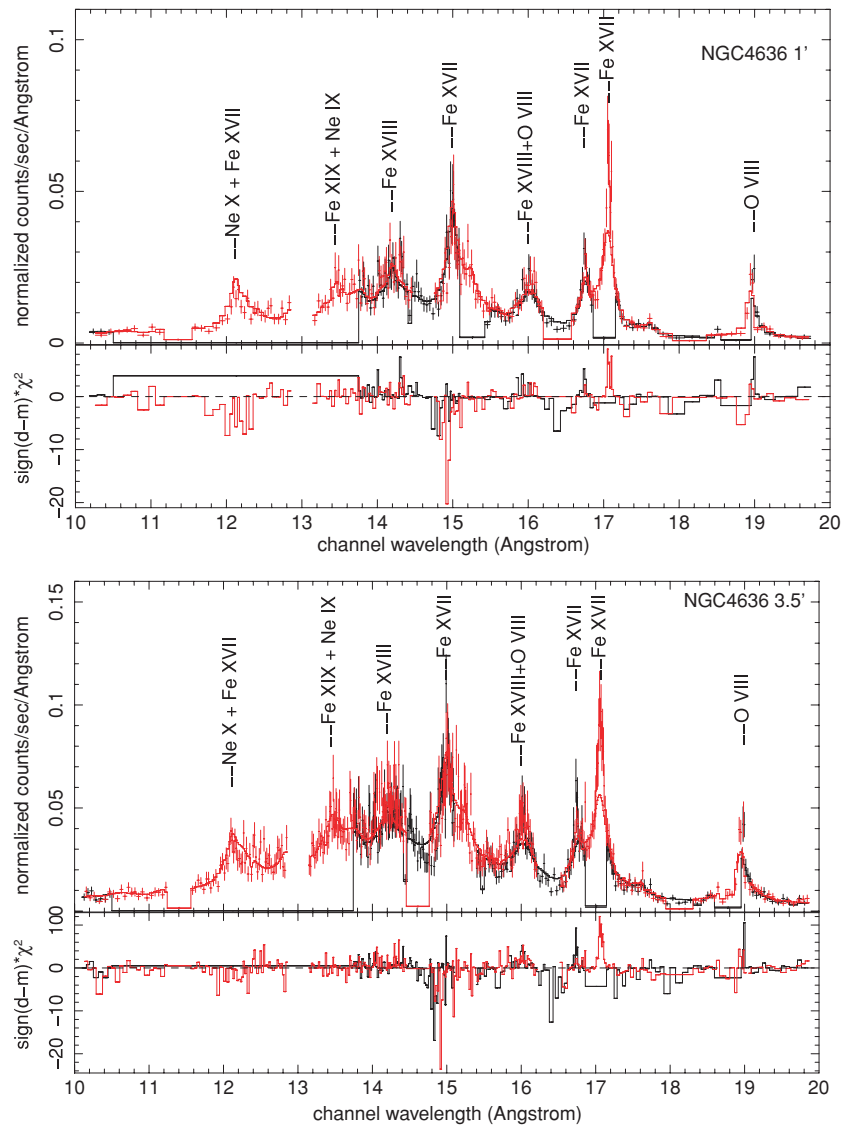 NGC4636 1'
Ne X + Fe XVII
Fe XIX + Ne IX
Fe XVIII
Fe XVII
Fe XVIII+O VIII
Fe XVII
Fe XVII
O VIII
normalized counts/sec/Angstrom
0.1
0.05
0
sign(d−m)*χ²
0
−10
−20
10 11 12 13 14 15 16 17 18 19 20
channel wavelength (Angstrom)
NGC4636 3.5'
Ne X + Fe XVII
Fe XIX + Ne IX
Fe XVIII
Fe XVII
Fe XVIII+O VIII
Fe XVII
Fe XVII
O VIII
normalized counts/sec/Angstrom
0.15
0.1
0.05
0
sign(d−m)*χ²
100
0
−10
−20
10 11 12 13 14 15 16 17 18 19 20
channel wavelength (Angstrom)